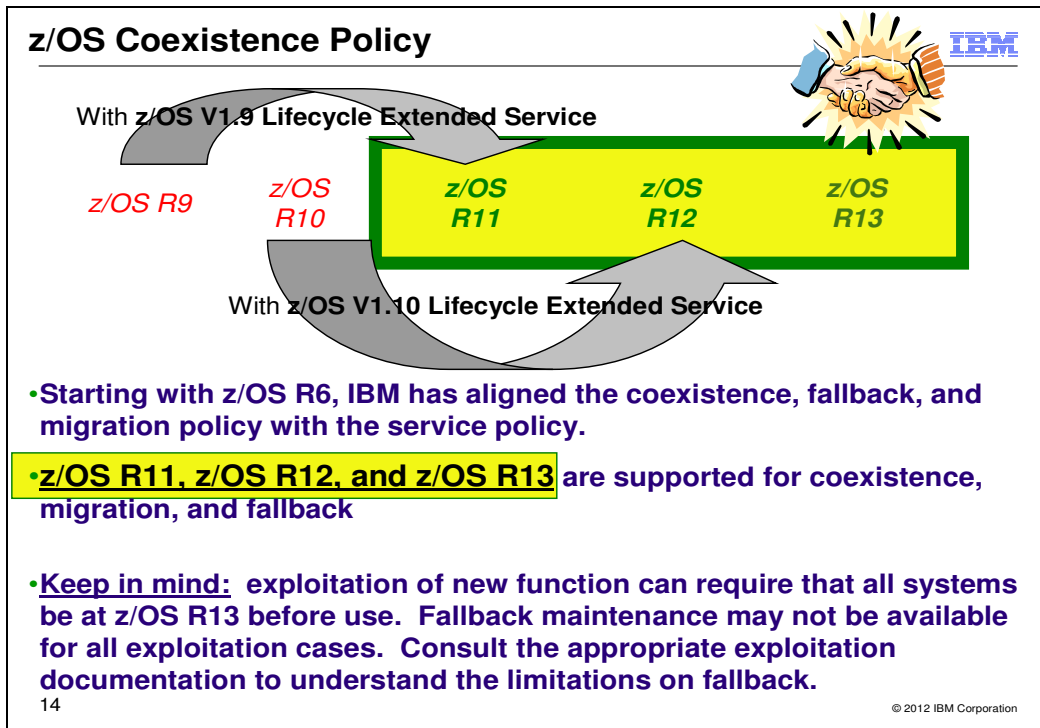 z/OS Coexistence Policy
IBM
With z/OS V1.9 Lifecycle Extended Service
z/OS R9
z/OS
R10
z/OS
R11
z/OS
R12
z/OS
R13
With z/OS V1.10 Lifecycle Extended Service
•Starting with z/OS R6, IBM has aligned the coexistence, fallback, and
migration policy with the service policy.
•z/OS R11, z/OS R12, and z/OS R13 are supported for coexistence,
migration, and fallback
•Keep in mind: exploitation of new function can require that all systems
be at z/OS R13 before use. Fallback maintenance may not be available
for all exploitation cases. Consult the appropriate exploitation
documentation to understand the limitations on fallback.
14
© 2012 IBM Corporation